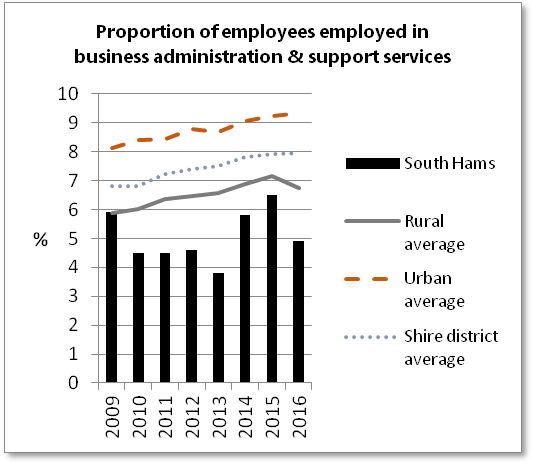 Proportion of employees employed in
business administration & support services
10
9
8
7
6
5
4
3
2
1
0
%
2009
2010
2011
2012
2013
2014
2015
2016
South Hams
Rural
average
Urban
average
Shire district
average